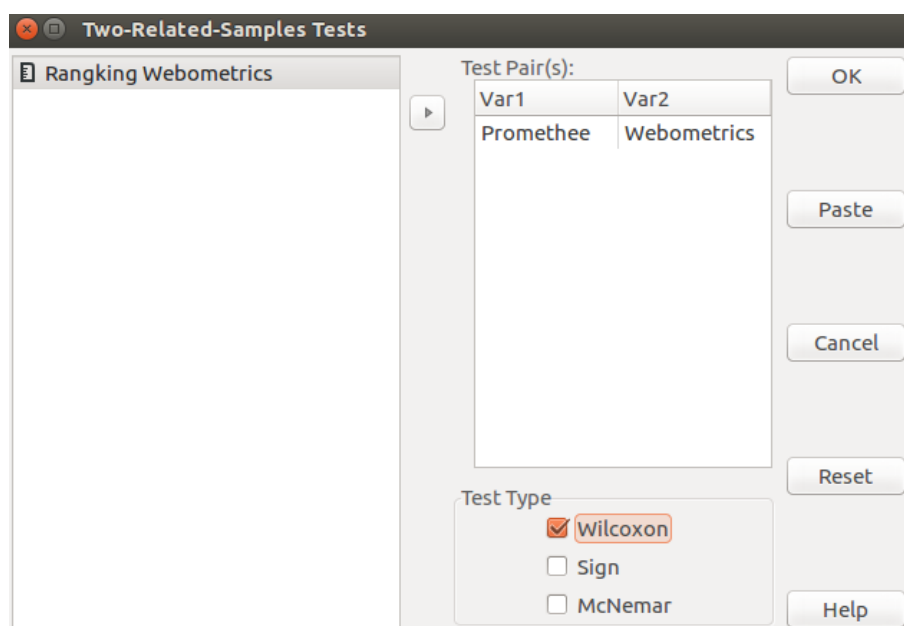 Two-Related-Samples Tests
Rangking Webometrics
Test Pair(s):
Var1 Var2
Promethee Webometrics
OK
Paste
Cancel
Reset
Test Type
Wilcoxon
Sign
McNemar
Help